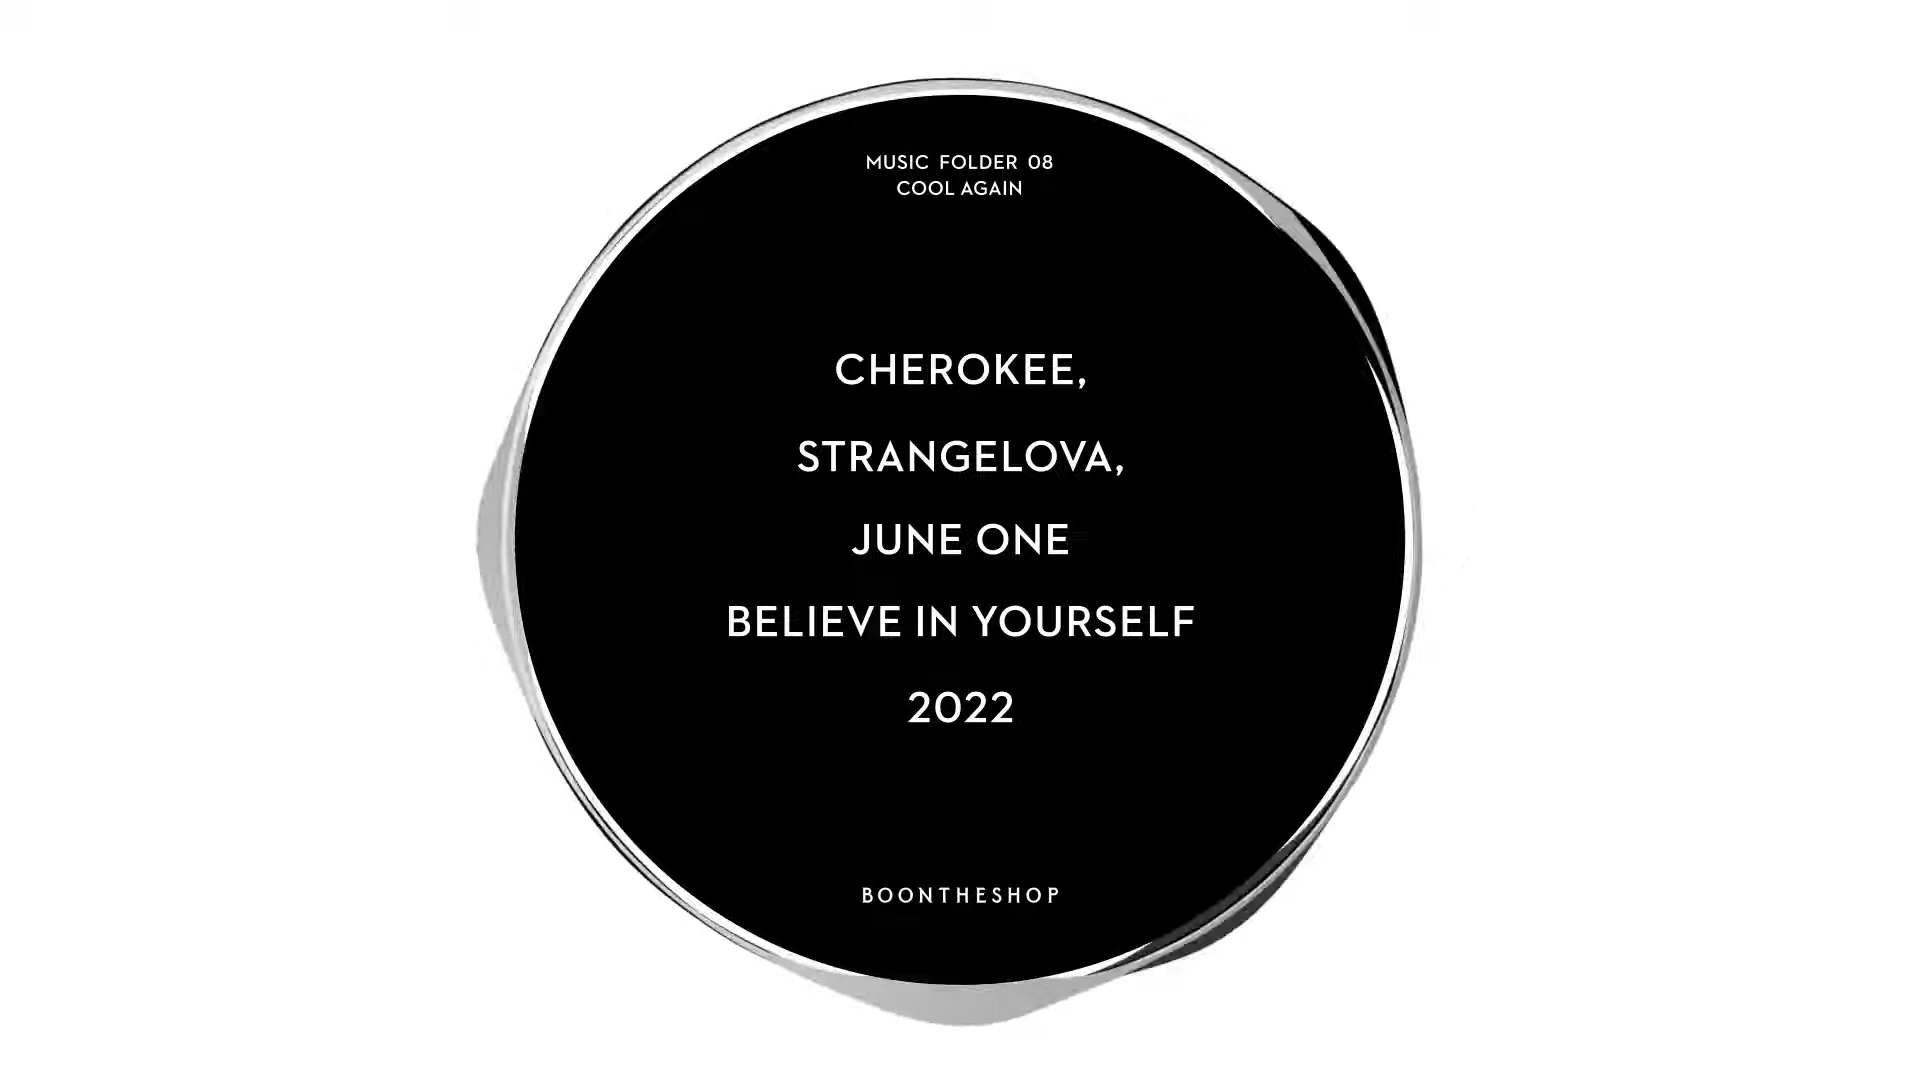 MUSIC FOLDER 08
COOL AGAIN
CHEROKEE,
STRANGELOVA,
JUNE ONE
BELIEVE IN YOURSELF
2022
BOONTHESHOP